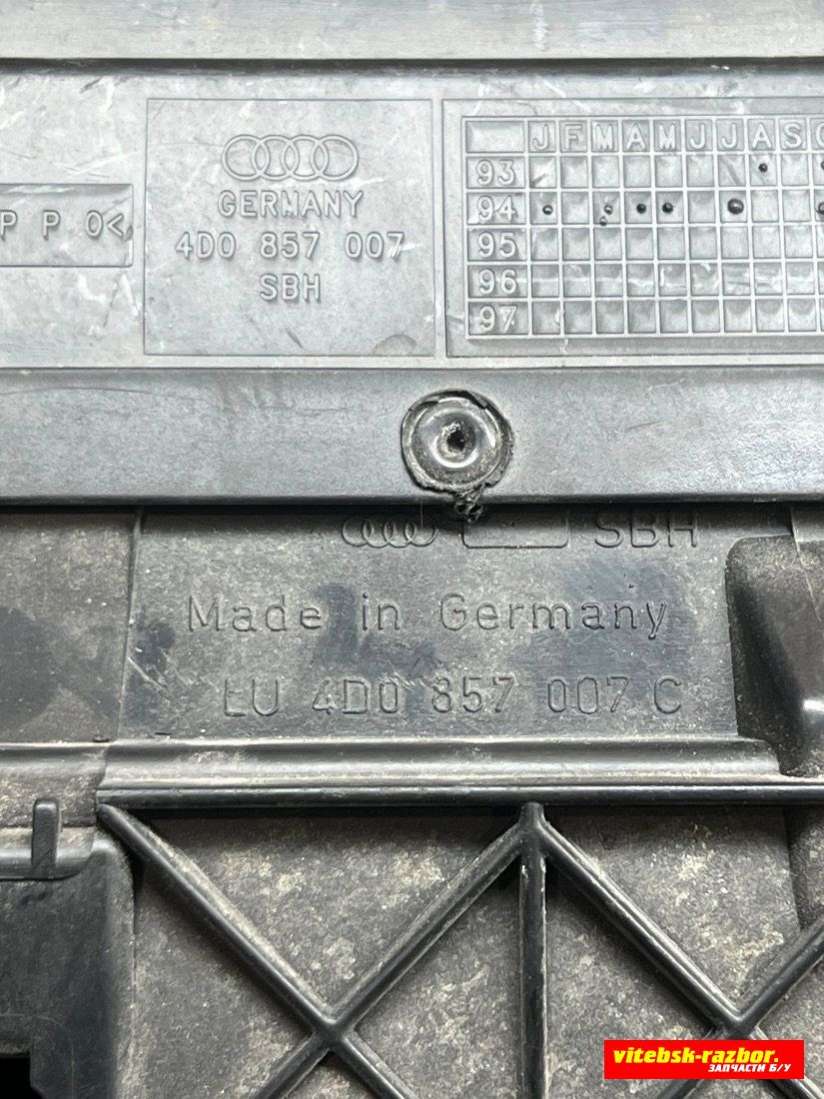 J F M A M J J A S
93
GERMANY
94
P P O<
4D0 857 007
95
SBH
96
97
SBH
Made in Germany
LU 4D0 857 007 C
vitebsk-razbor.
ЗАПЧАСТИ Б/У